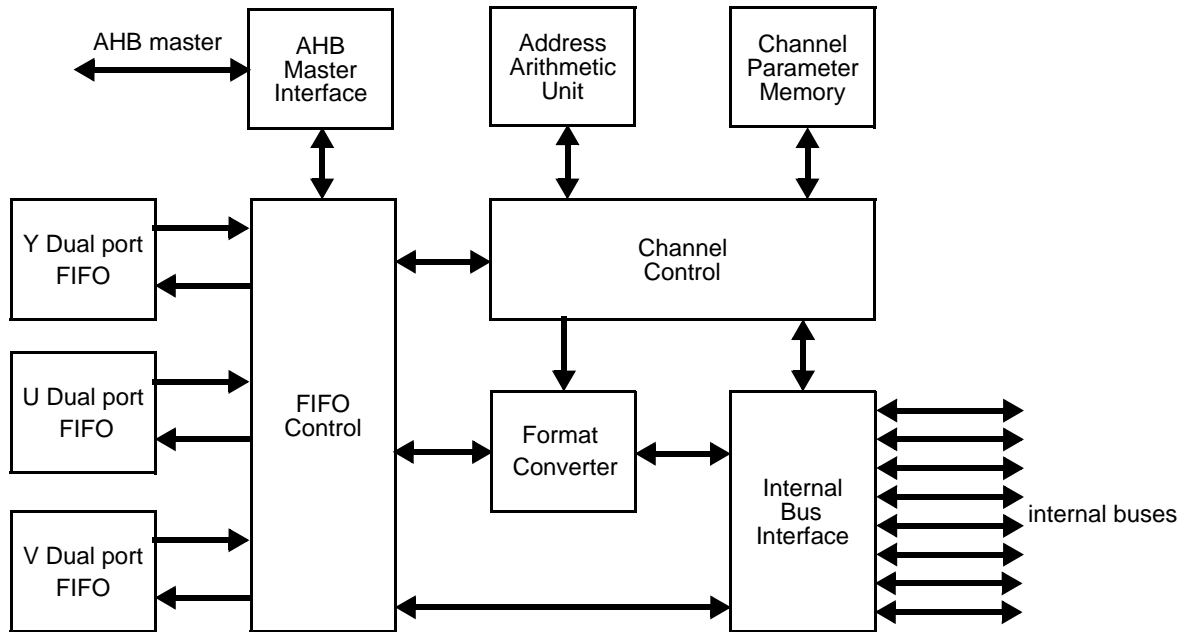 AHB master
AHB
Master
Interface
Address
Arithmetic
Unit
Channel
Parameter
Memory
Y Dual port
FIFO
Channel
Control
U Dual port
FIFO
FIFO
Control
Format
Converter
Internal
Bus
Interface
internal buses
V Dual port
FIFO